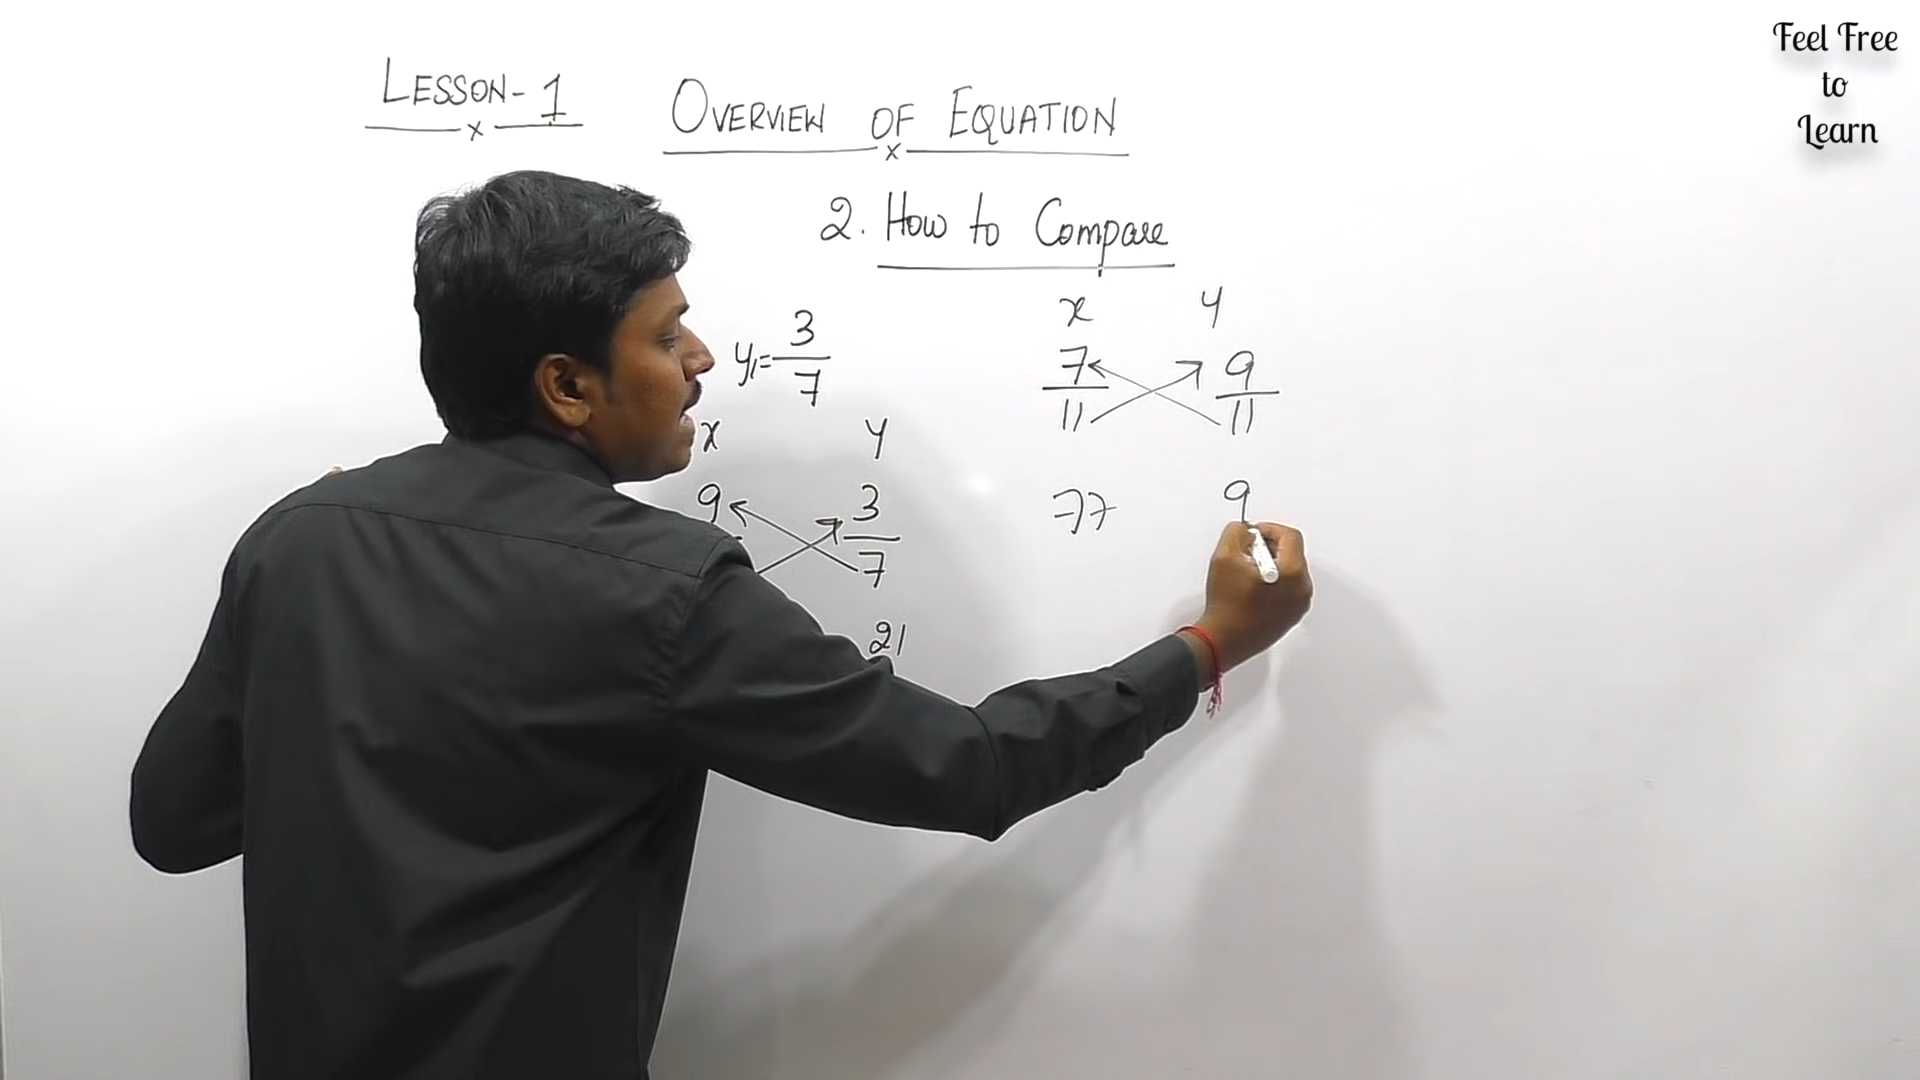 Feel Free
to
Learn
LESSON-1
OVERVIEW OF EQUATION
2. How to Compare
y₁=3/7
x y
9 3/7
21
x y
7/11 9/11
77 9